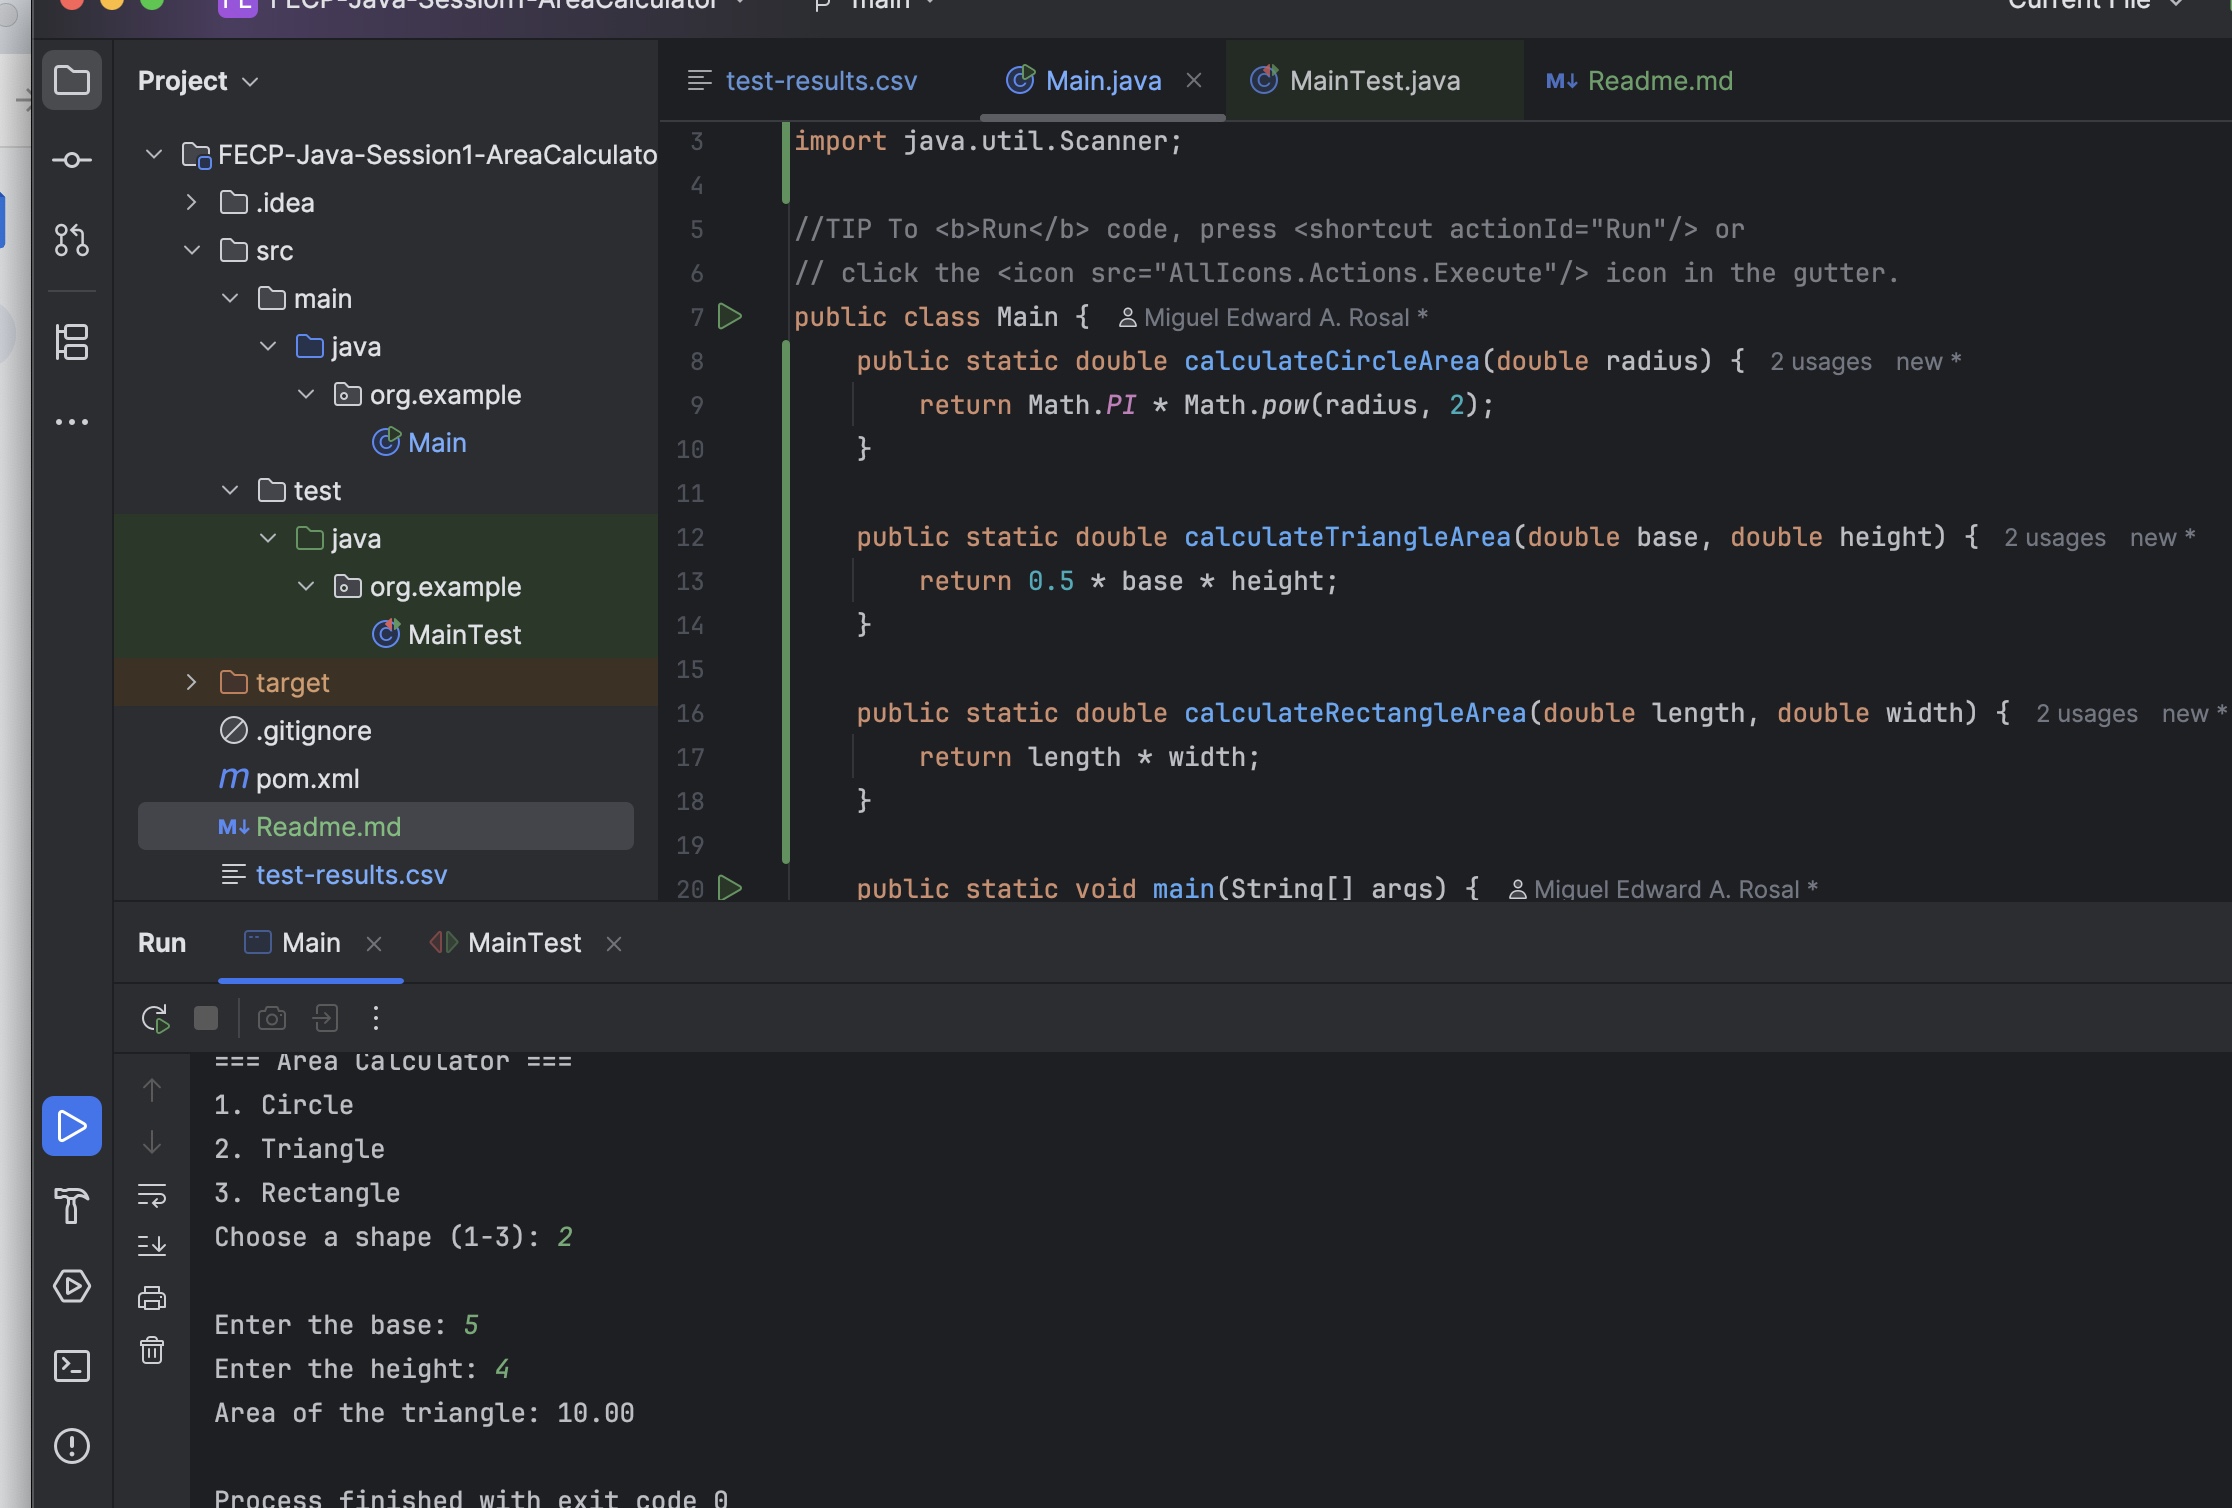 FE FECP-Java-Session1-AreaCalculator main Current File
Project
FECP-Java-Session1-AreaCalculato
.idea
src
main
java
org.example
Main
test
java
org.example
MainTest
target
.gitignore
pom.xml
Readme.md
test-results.csv
test-results.csv Main.java MainTest.java Readme.md
3 import java.util.Scanner;
4
5 //TIP To <b>Run</b> code, press <shortcut actionId="Run"/> or
6 // click the <icon src="AllIcons.Actions.Execute"/> icon in the gutter.
7 public class Main { Miguel Edward A. Rosal *
8 public static double calculateCircleArea(double radius) { 2 usages new *
9 return Math.PI * Math.pow(radius, 2);
10 }
11
12 public static double calculateTriangleArea(double base, double height) { 2 usages new *
13 return 0.5 * base * height;
14 }
15
16 public static double calculateRectangleArea(double length, double width) { 2 usages new *
17 return length * width;
18 }
19
20 public static void main(String[] args) { Miguel Edward A. Rosal *
Run Main MainTest
=== Area Calculator ===
1. Circle
2. Triangle
3. Rectangle
Choose a shape (1-3): 2
Enter the base: 5
Enter the height: 4
Area of the triangle: 10.00
Process finished with exit code 0